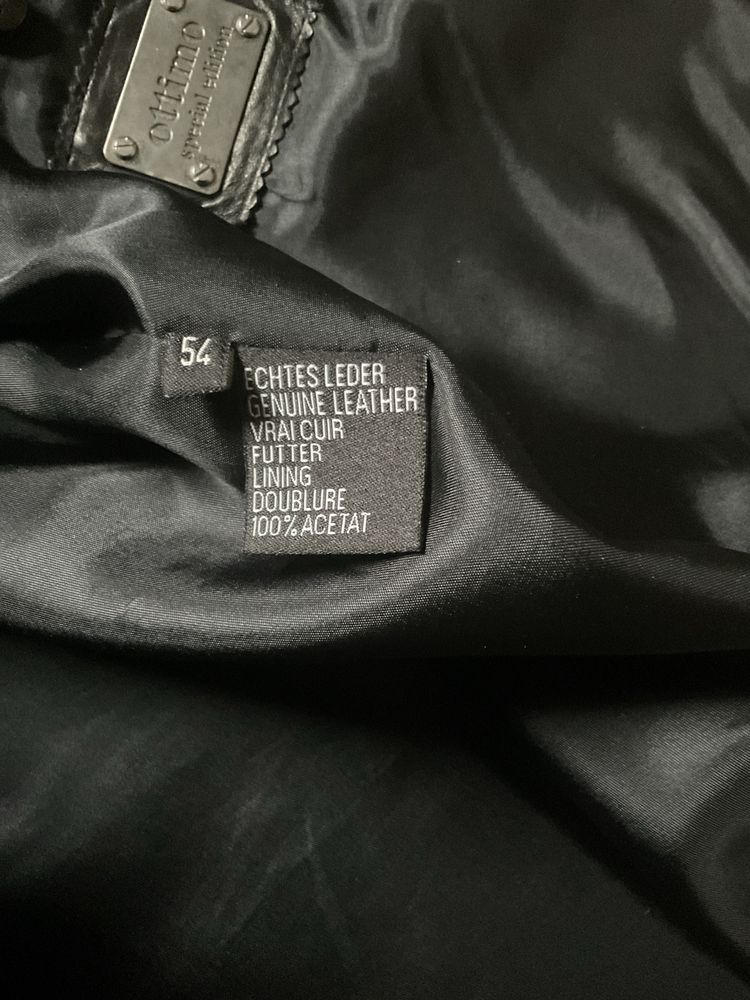 ottimo
special edition
54
ECHTES LEDER
GENUINE LEATHER
VRAI CUIR
FUTTER
LINING
DOUBLURE
100% ACETAT